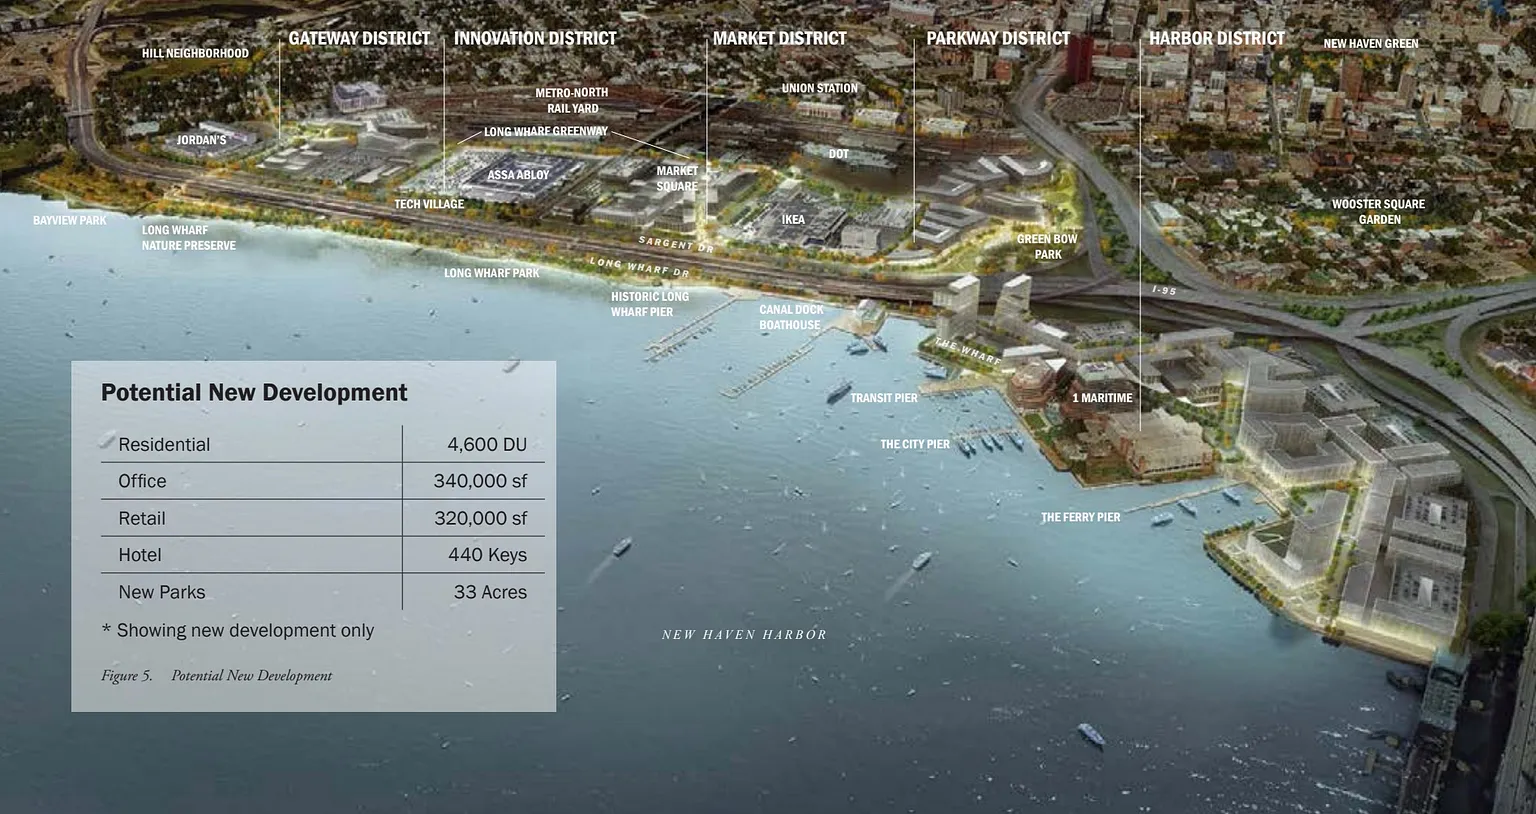 GATEWAY DISTRICT
INNOVATION DISTRICT
MARKET DISTRICT
PARKWAY DISTRICT
HARBOR DISTRICT
NEW HAVEN GREEN
HILL NEIGHBORHOOD
METRO-NORTH
RAIL YARD
UNION STATION
LONG WHARF GREENWAY
JORDAN'S
DOT
ASSA ABLOY
MARKET
SQUARE
TECH VILLAGE
IKEA
WOOSTER SQUARE
GARDEN
BAYVIEW PARK
LONG WHARF
NATURE PRESERVE
SARGENT DR
GREEN BOW
PARK
LONG WHARF DR
LONG WHARF PARK
I-95
HISTORIC LONG
WHARF PIER
CANAL DOCK
BOATHOUSE
THE WHARF
TRANSIT PIER
1 MARITIME
THE CITY PIER
THE FERRY PIER
NEW HAVEN HARBOR
Potential New Development
Residential 4,600 DU
Office 340,000 sf
Retail 320,000 sf
Hotel 440 Keys
New Parks 33 Acres
* Showing new development only
Figure 5. Potential New Development